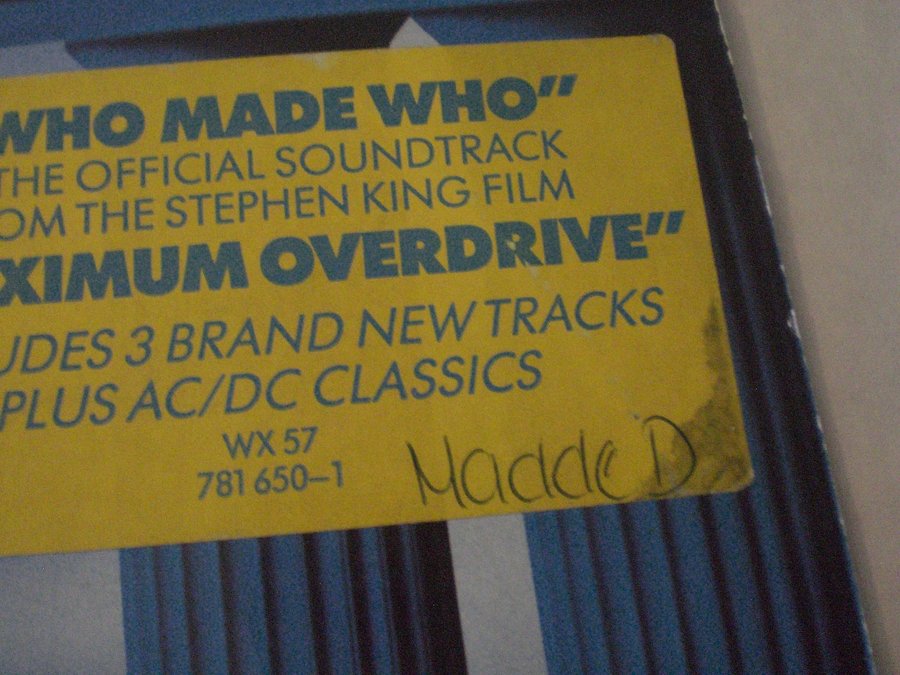 WHO MADE WHO"
THE OFFICIAL SOUNDTRACK
OM THE STEPHEN KING FILM
XIMUM OVERDRIVE"
UDES 3 BRAND NEW TRACKS
PLUS AC/DC CLASSICS
WX 57
781 650–1